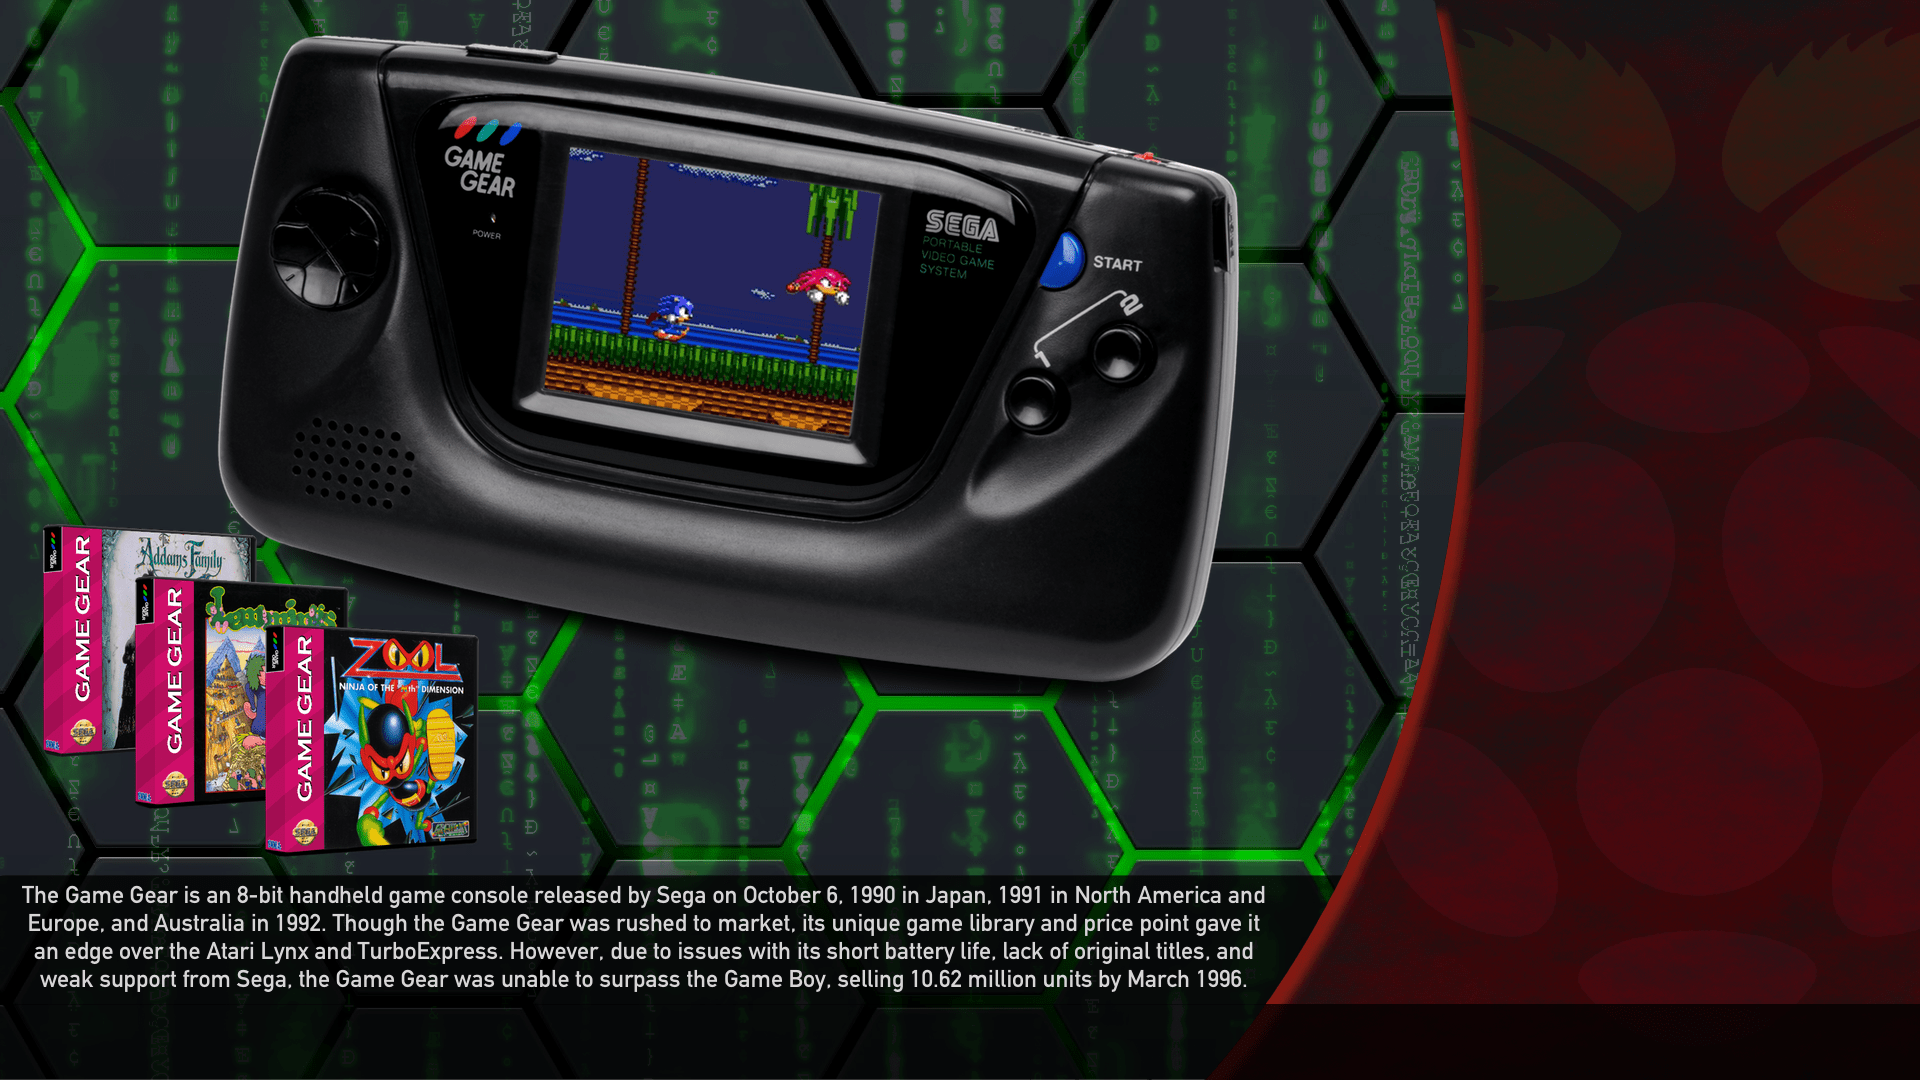 GAME
GEAR
POWER
SEGA
PORTABLE
VIDEO GAME
SYSTEM
START
2
1
GAME GEAR
The
Addams Family
GAME GEAR
Lemmings
GAME GEAR
ZOOL
NINJA OF THE "Nth" DIMENSION
The Game Gear is an 8-bit handheld game console released by Sega on October 6, 1990 in Japan, 1991 in North America and
Europe, and Australia in 1992. Though the Game Gear was rushed to market, its unique game library and price point gave it
an edge over the Atari Lynx and TurboExpress. However, due to issues with its short battery life, lack of original titles, and
weak support from Sega, the Game Gear was unable to surpass the Game Boy, selling 10.62 million units by March 1996.